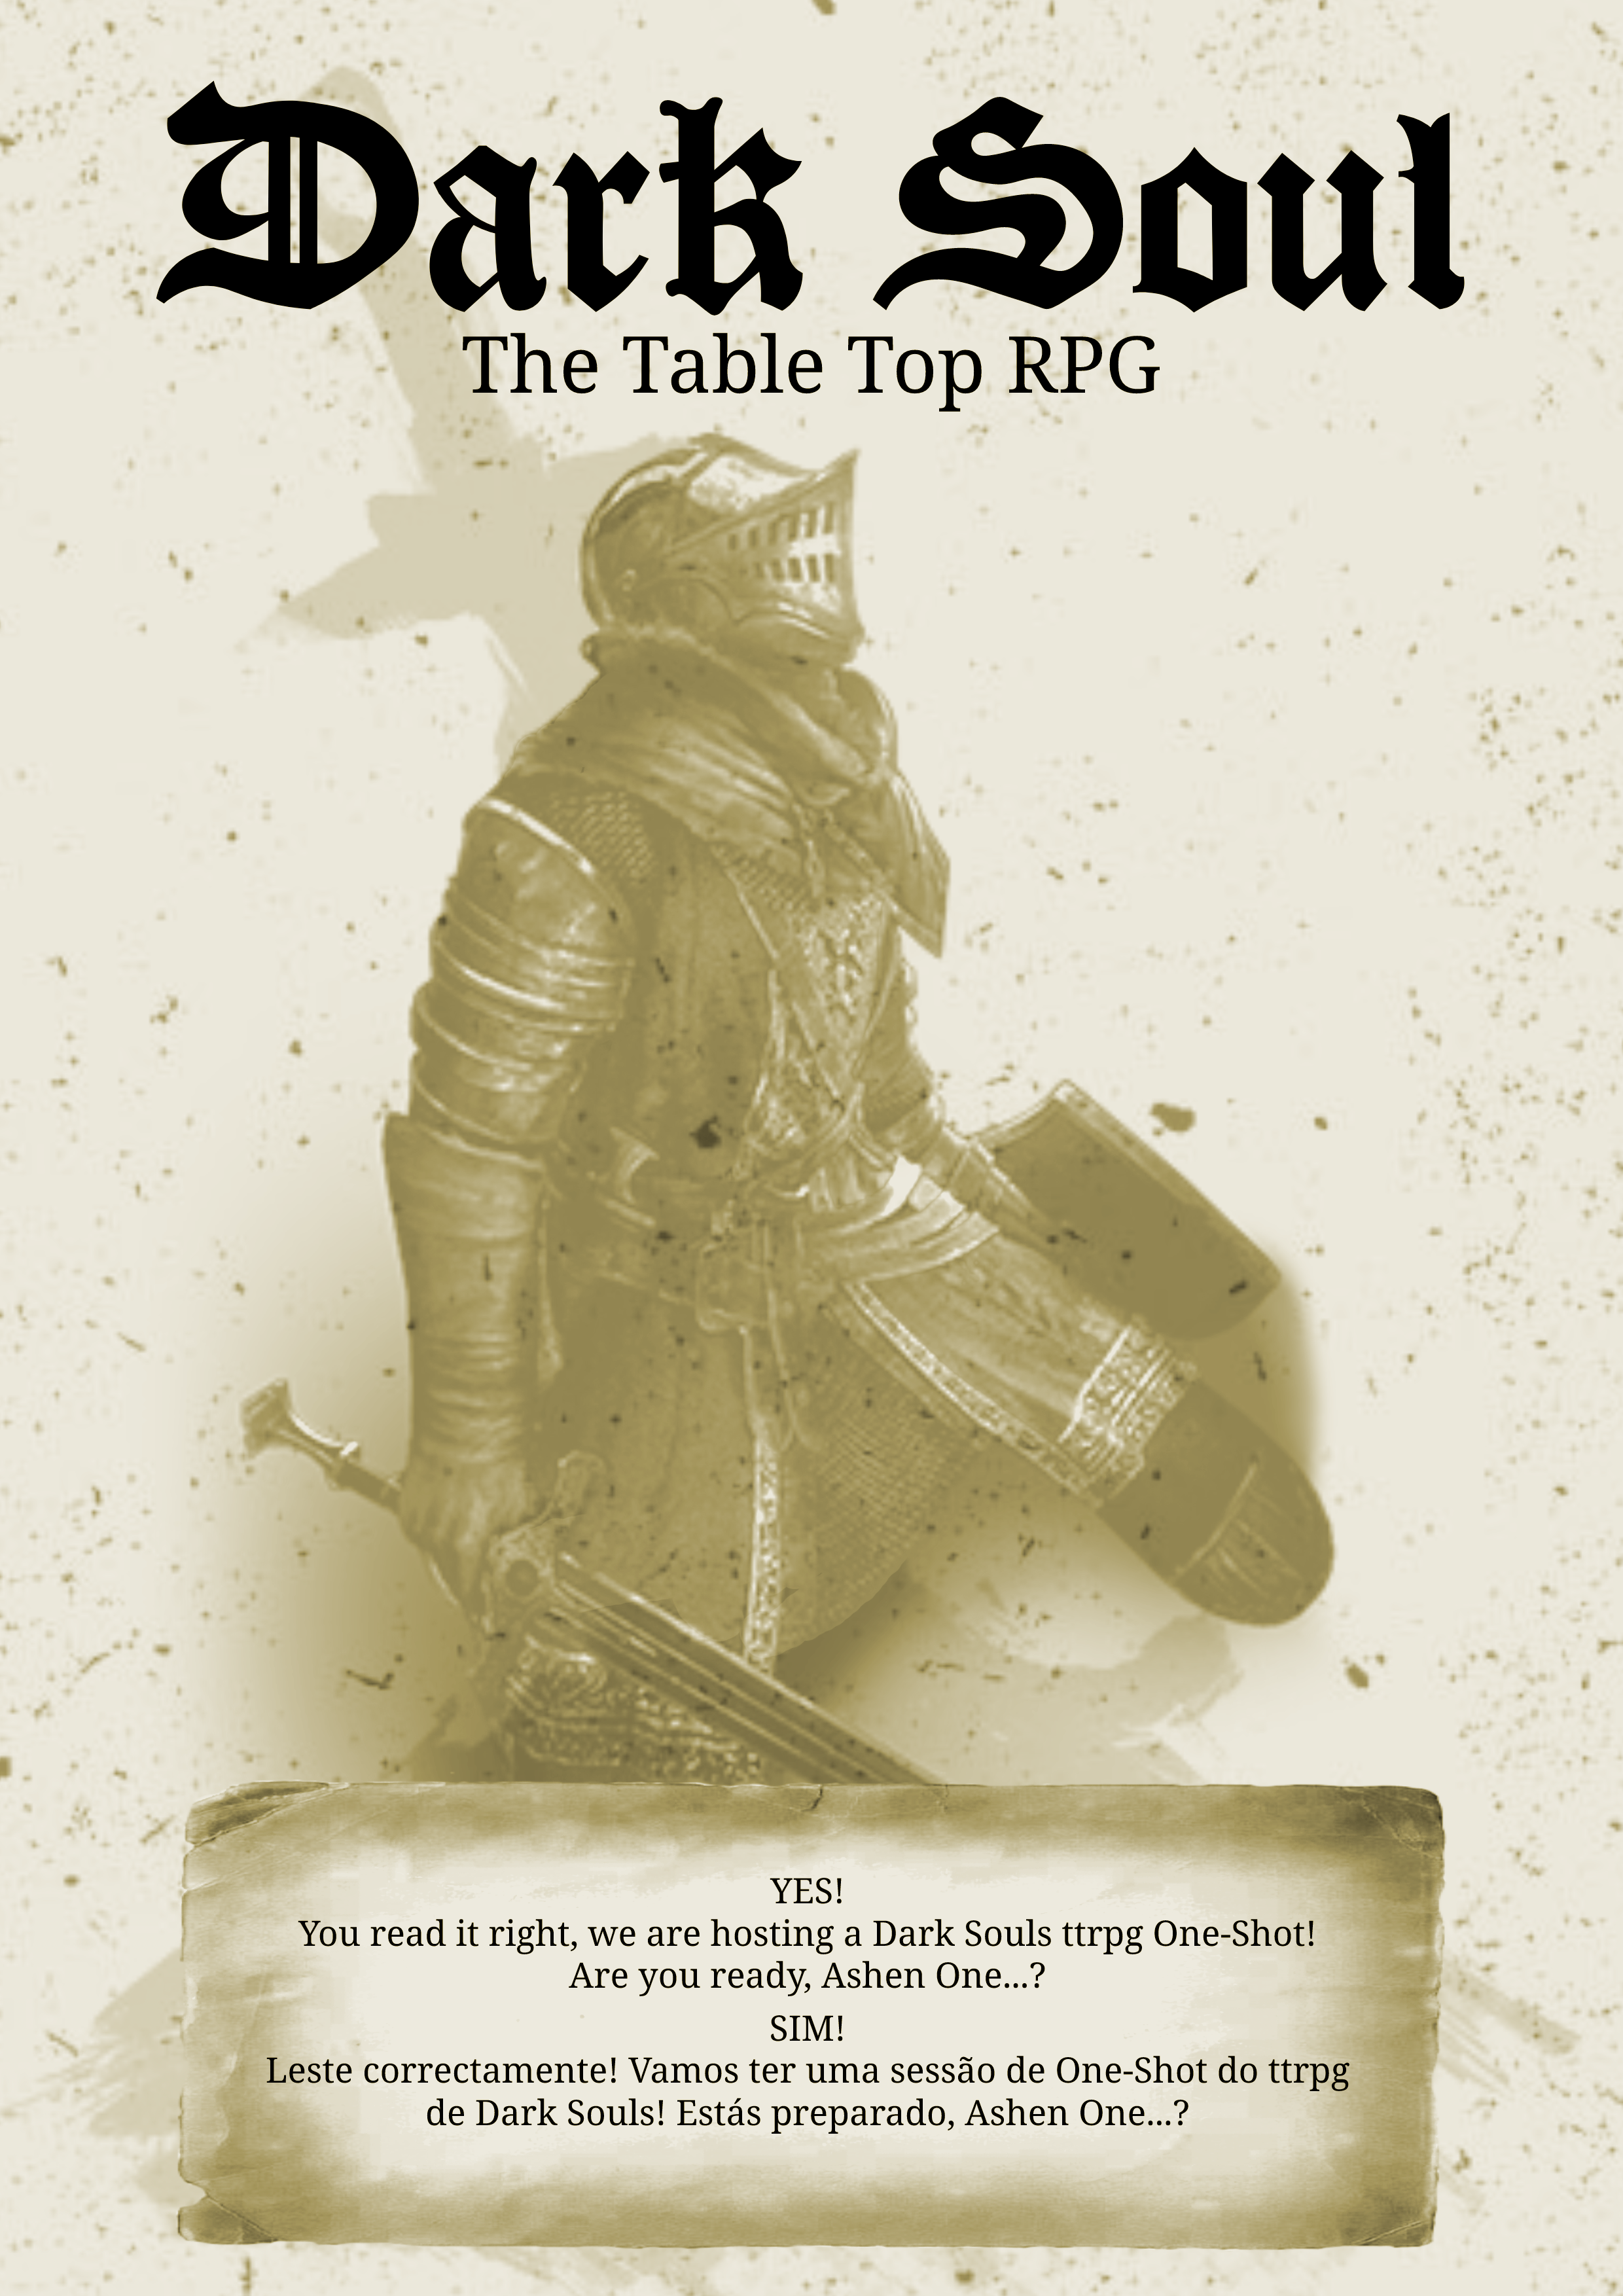 Dark Soul
The Table Top RPG
YES!
You read it right, we are hosting a Dark Souls ttrpg One-Shot!
Are you ready, Ashen One...?
SIM!
Leste correctamente! Vamos ter uma sessão de One-Shot do ttrpg
de Dark Souls! Estás preparado, Ashen One...?